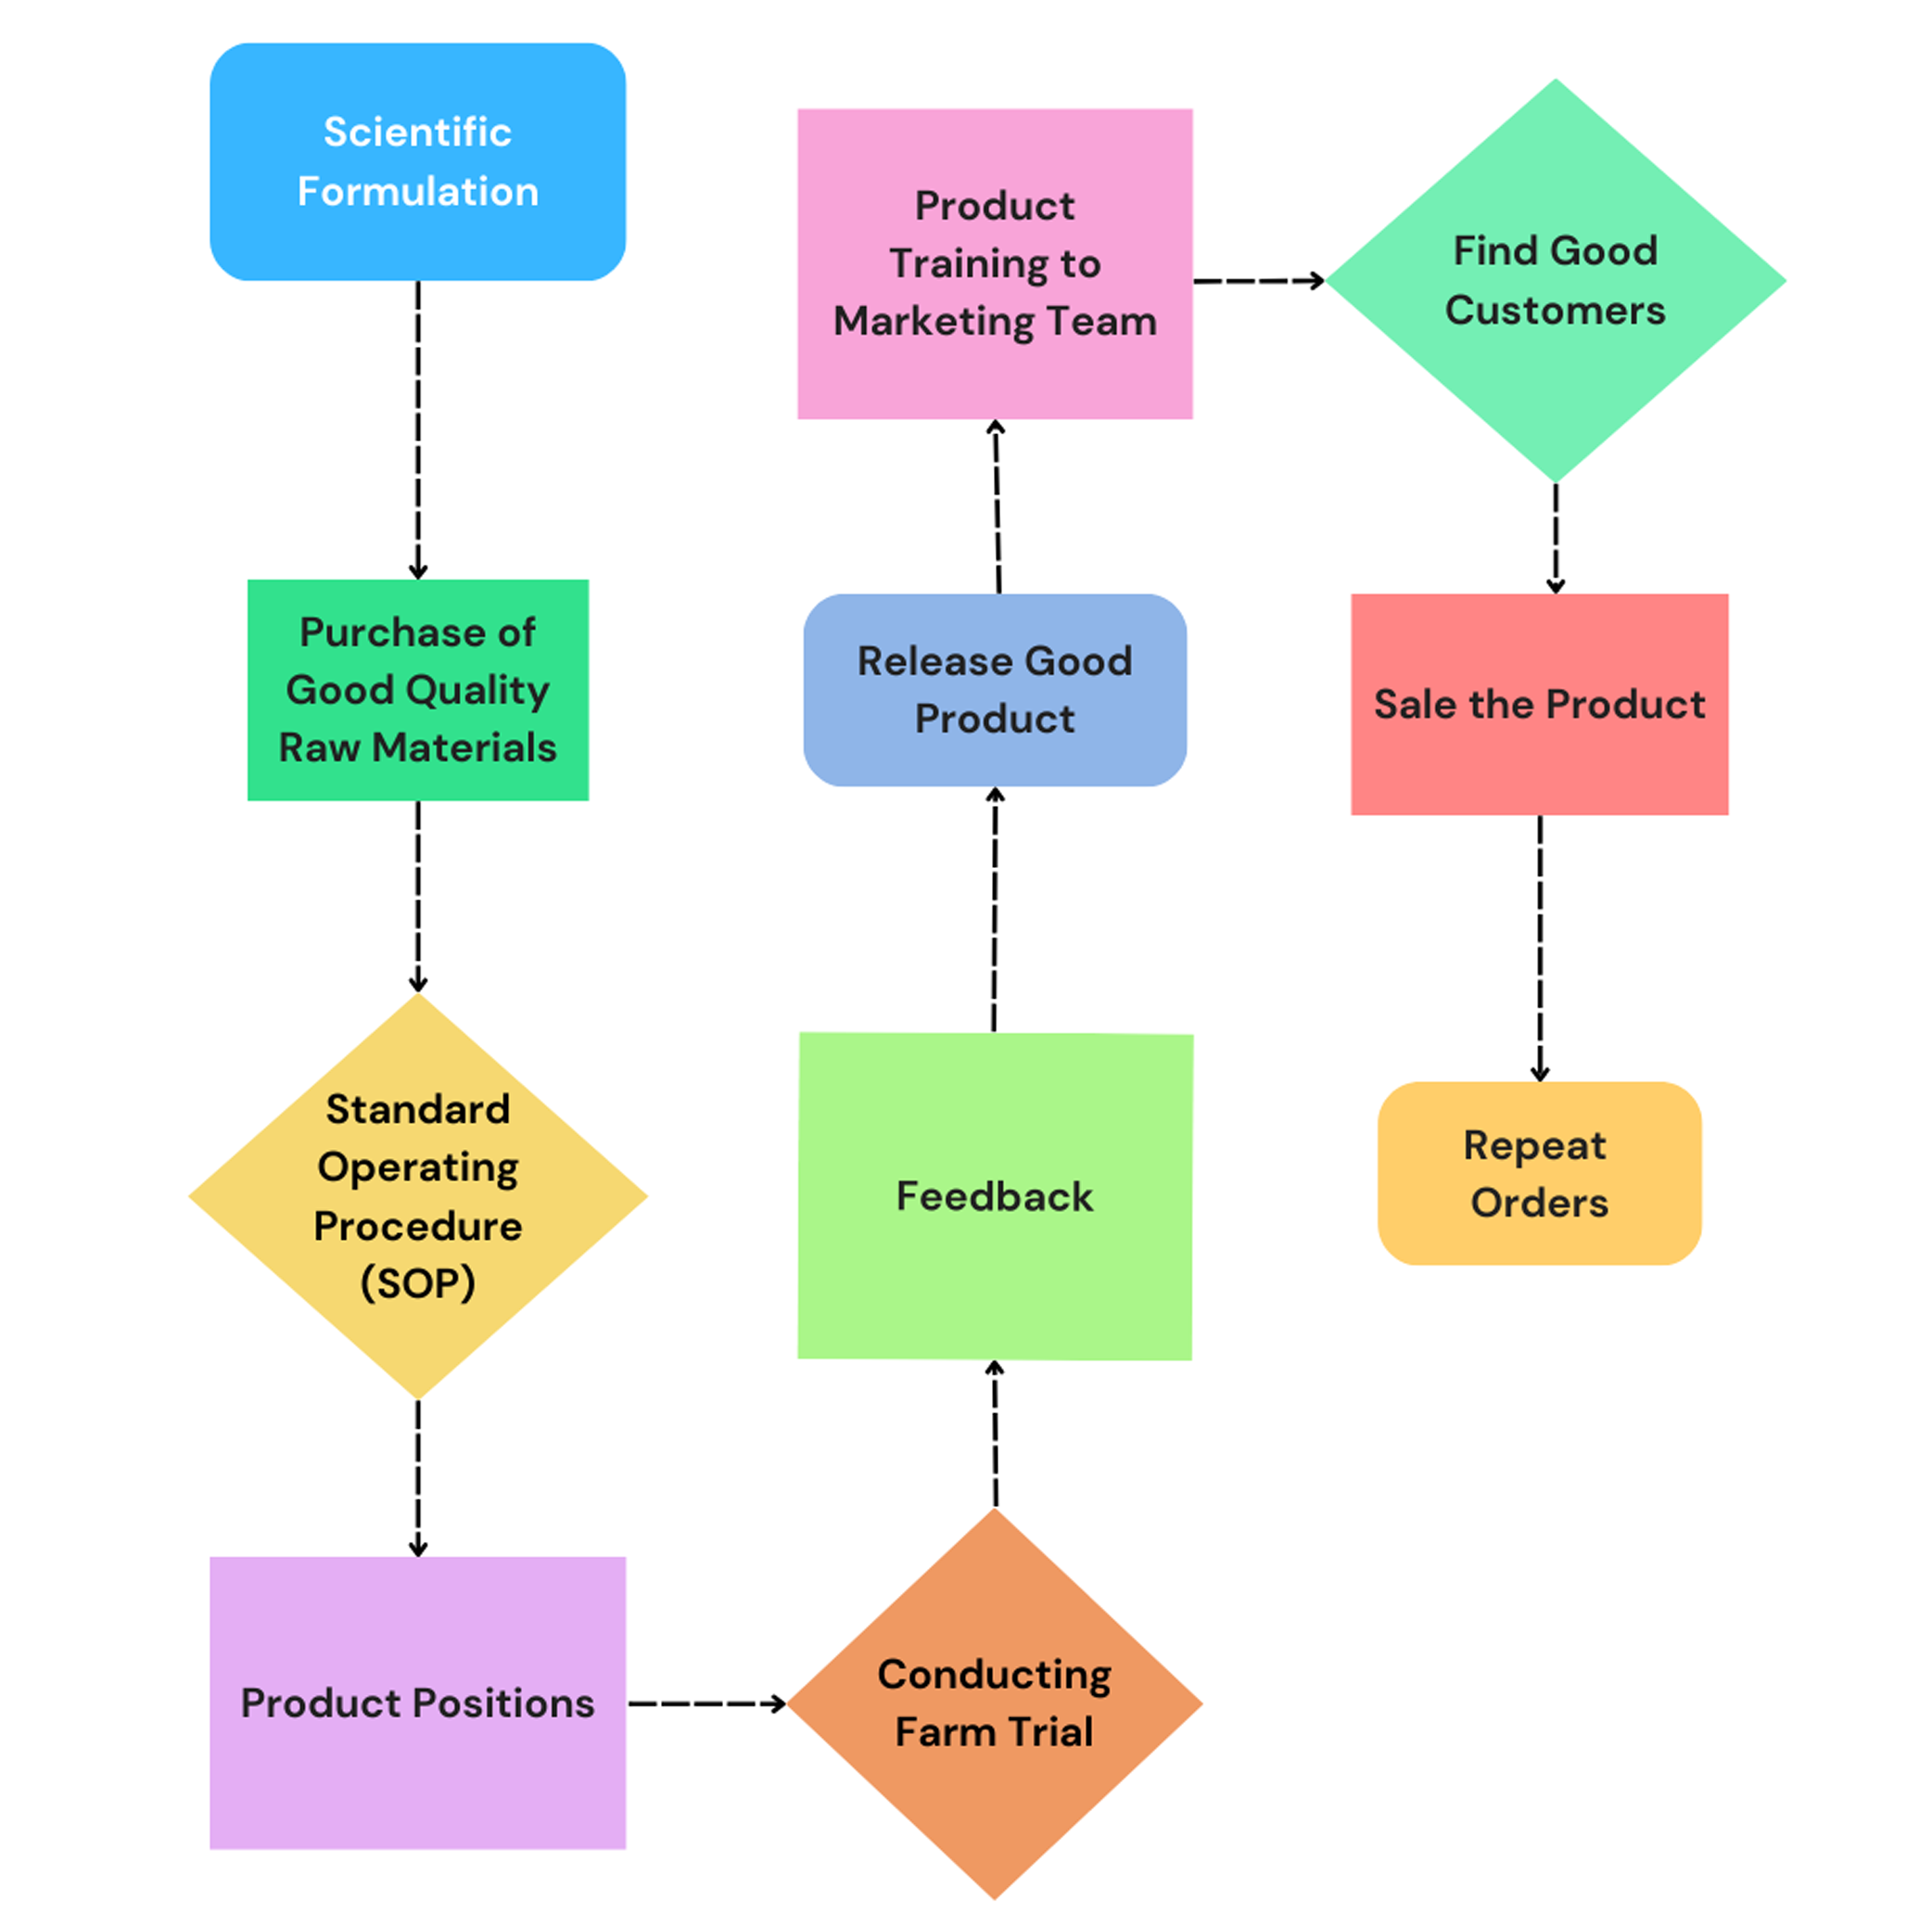 Scientific
Formulation
Purchase of
Good Quality
Raw Materials
Standard
Operating
Procedure
(SOP)
Product Positions
Conducting
Farm Trial
Feedback
Release Good
Product
Product
Training to
Marketing Team
Find Good
Customers
Sale the Product
Repeat
Orders